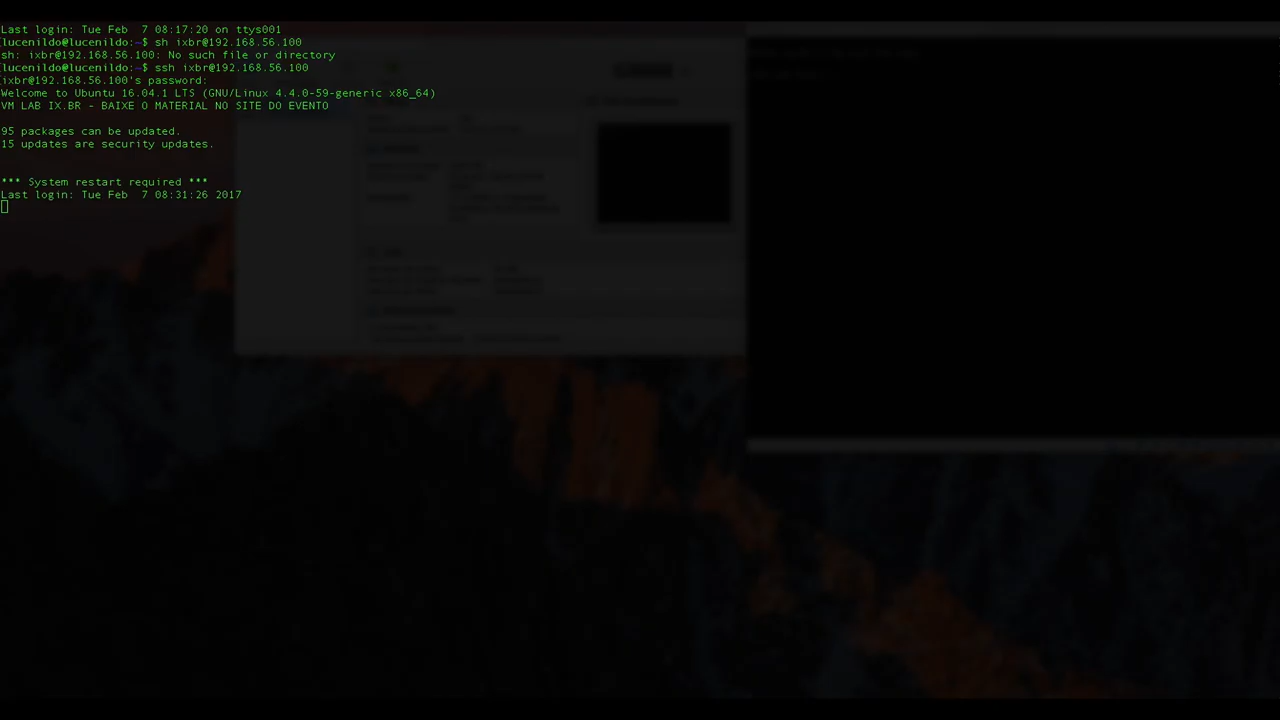 Last login: Tue Feb  7 08:17:20 on ttys001
[lucenildo@lucenildo:~$ sh ixbr@192.168.56.100
sh: ixbr@192.168.56.100: No such file or directory
[lucenildo@lucenildo:~$ ssh ixbr@192.168.56.100
[ixbr@192.168.56.100's password:
Welcome to Ubuntu 16.04.1 LTS (GNU/Linux 4.4.0-59-generic x86_64)
VM LAB IX.BR - BAIXE O MATERIAL NO SITE DO EVENTO
95 packages can be updated.
15 updates are security updates.
*** System restart required ***
Last login: Tue Feb  7 08:31:26 2017